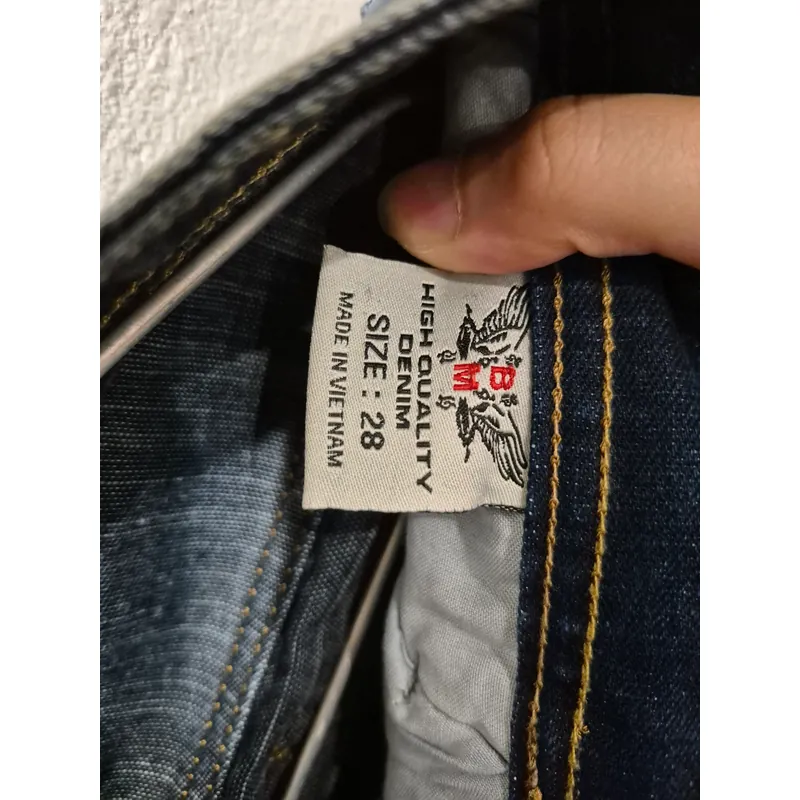 B
M
HIGH QUALITY
DENIM
SIZE : 28
MADE IN VIETNAM